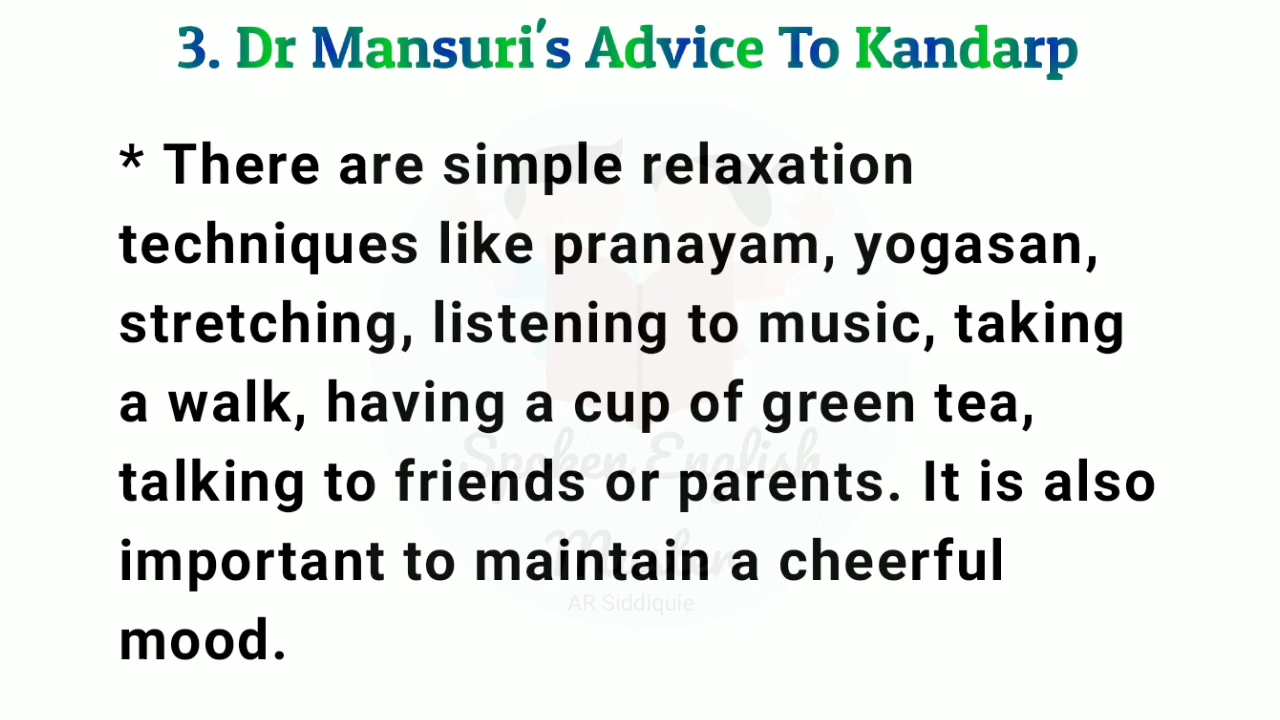 3. Dr Mansuri's Advice To Kandarp
* There are simple relaxation
techniques like pranayam, yogasan,
stretching, listening to music, taking
a walk, having a cup of green tea,
talking to friends or parents. It is also
important to maintain a cheerful
mood.
Spoken English
AR Siddiquie